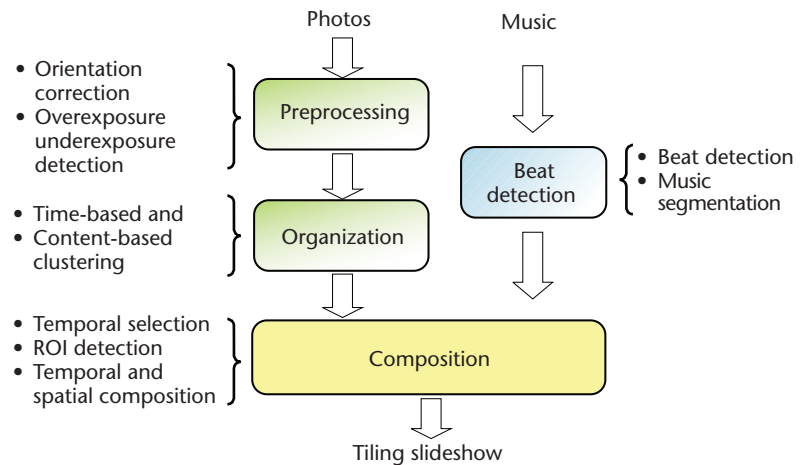 Photos
Music
• Orientation
correction
• Overexposure
underexposure
detection
Preprocessing
Beat
detection
• Beat detection
• Music
segmentation
• Time-based and
• Content-based
clustering
Organization
• Temporal selection
• ROI detection
• Temporal and
spatial composition
Composition
Tiling slideshow